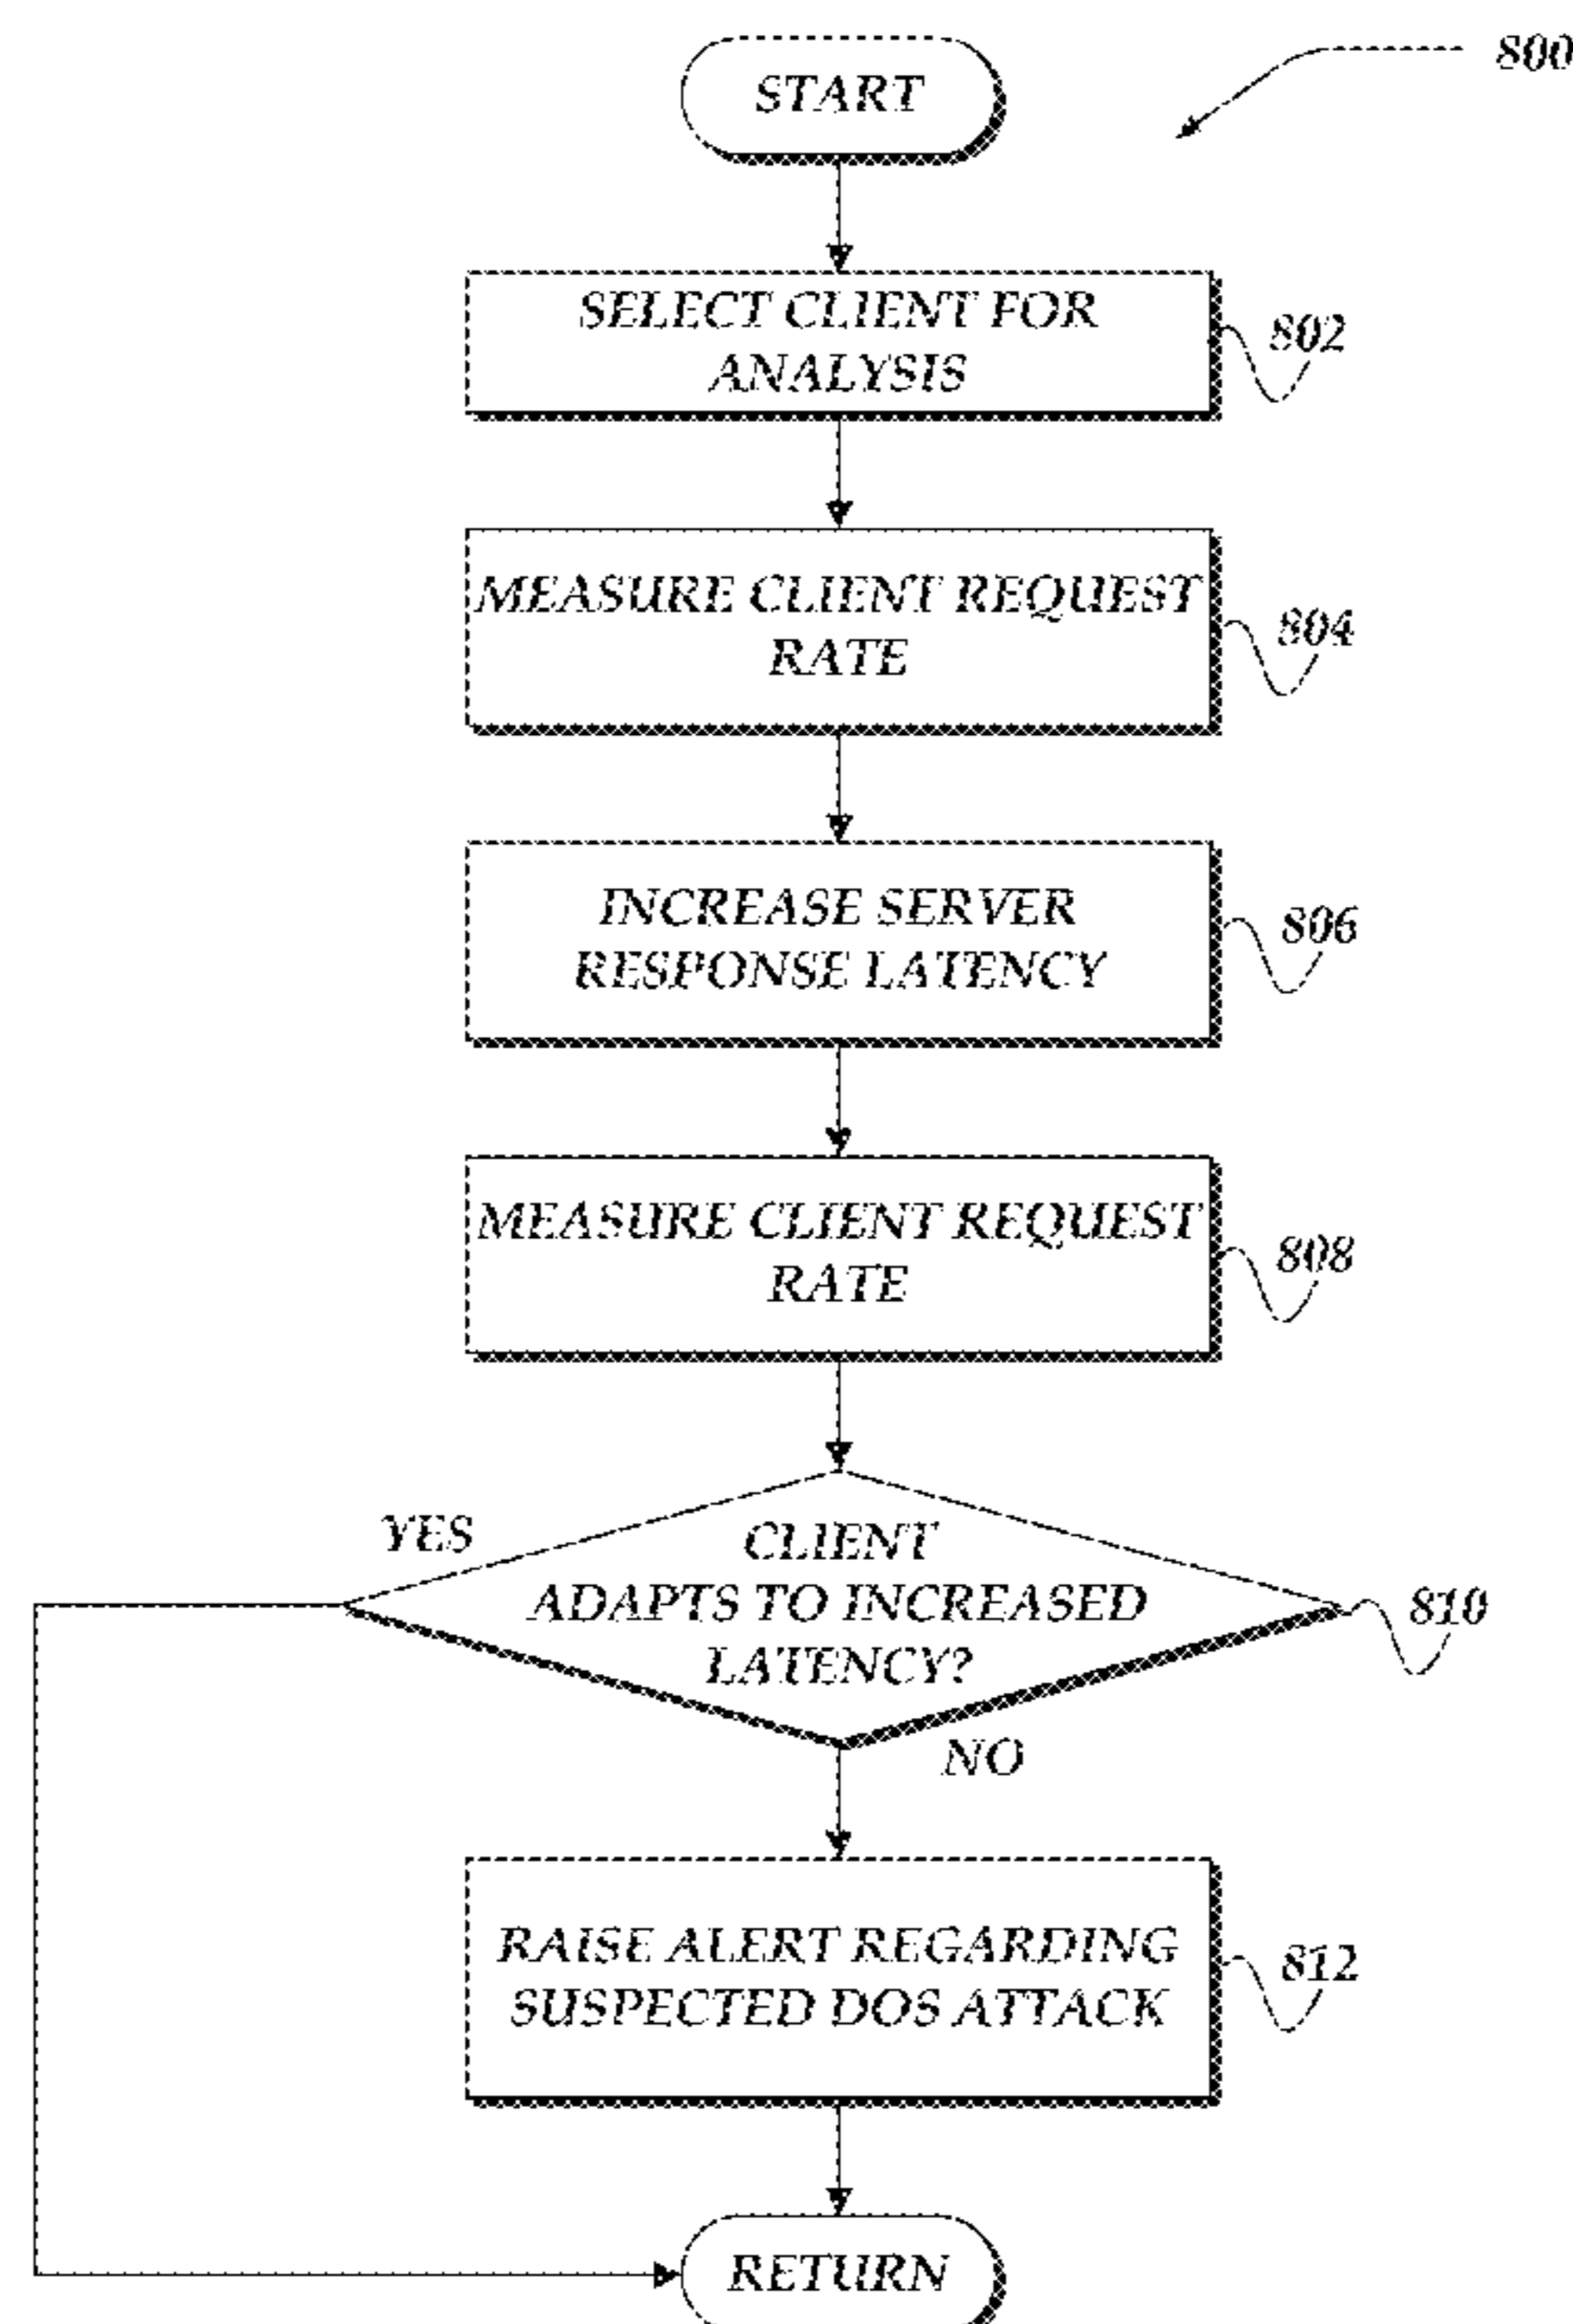 800
START
SELECT CLIENT FOR
ANALYSIS
802
MEASURE CLIENT REQUEST
RATE
804
INCREASE SERVER
RESPONSE LATENCY
806
MEASURE CLIENT REQUEST
RATE
808
YES
CLIENT
ADAPTS TO INCREASED
LATENCY?
810
NO
RAISE ALERT REGARDING
SUSPECTED DOS ATTACK
812
RETURN